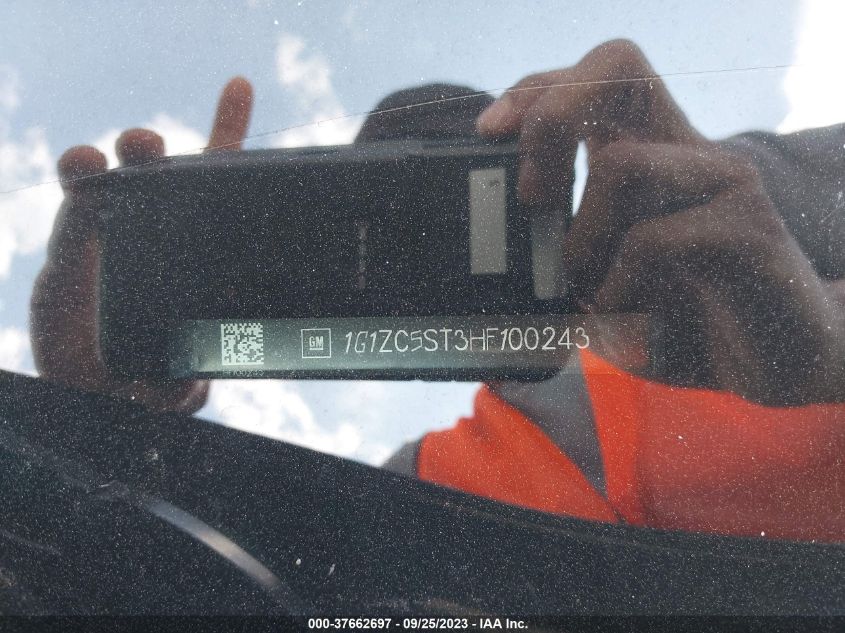 GM 1G1ZC5ST3HF100243
000-37662697 - 09/25/2023 - IAA Inc.